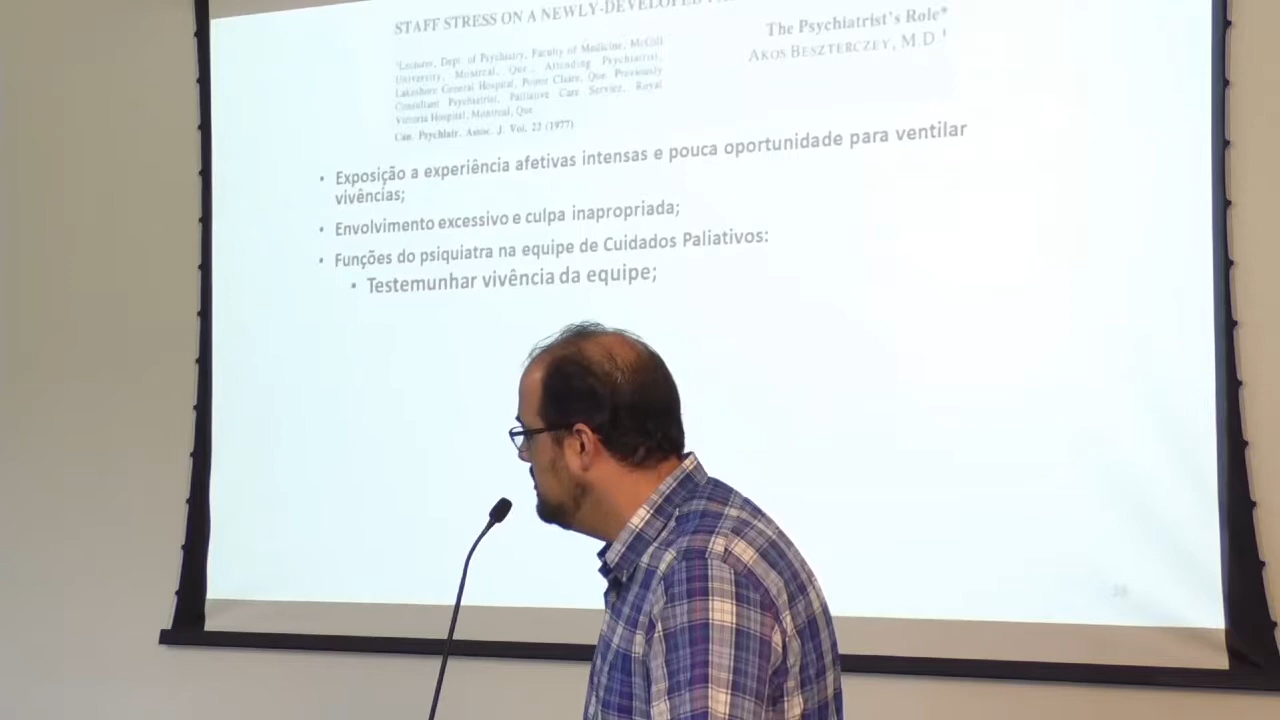 STAFF STRESS ON A NEWLY-DEVELOPED
The Psychiatrist's Role*
AKOS BESZTERCZEY, M.D.¹
¹Lecturer, Dept. of Psychiatry, Faculty of Medicine, McGill
University, Montreal, Que., Attending Psychiatrist,
Lakeshore General Hospital, Pointe Claire, Que. Previously
Consultant Psychiatrist, Palliative Care Service, Royal
Victoria Hospital, Montreal, Que
Can. Psychiatr. Assoc. J. Vol. 22 (1977)
• Exposição a experiência afetivas intensas e pouca oportunidade para ventilar
vivências;
• Envolvimento excessivo e culpa inapropriada;
• Funções do psiquiatra na equipe de Cuidados Paliativos:
• Testemunhar vivência da equipe;